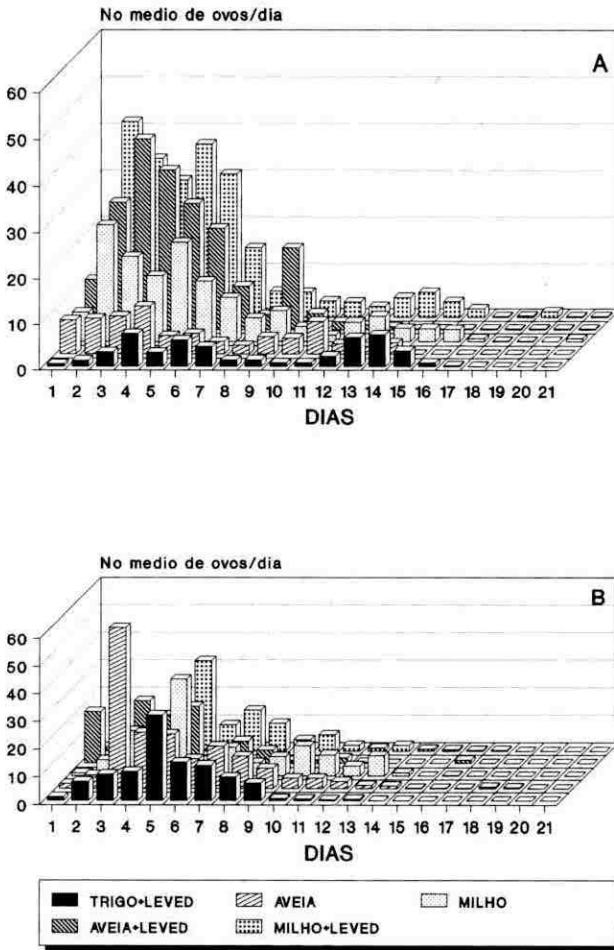 No medio de ovos/dia
A
60
50
40
30
20
10
0
1 2 3 4 5 6 7 8 9 10 11 12 13 14 15 16 17 18 19 20 21
DIAS
No medio de ovos/dia
B
60
50
40
30
20
10
0
1 2 3 4 5 6 7 8 9 10 11 12 13 14 15 16 17 18 19 20 21
DIAS
TRIGO+LEVED AVEIA MILHO
AVEIA+LEVED MILHO+LEVED